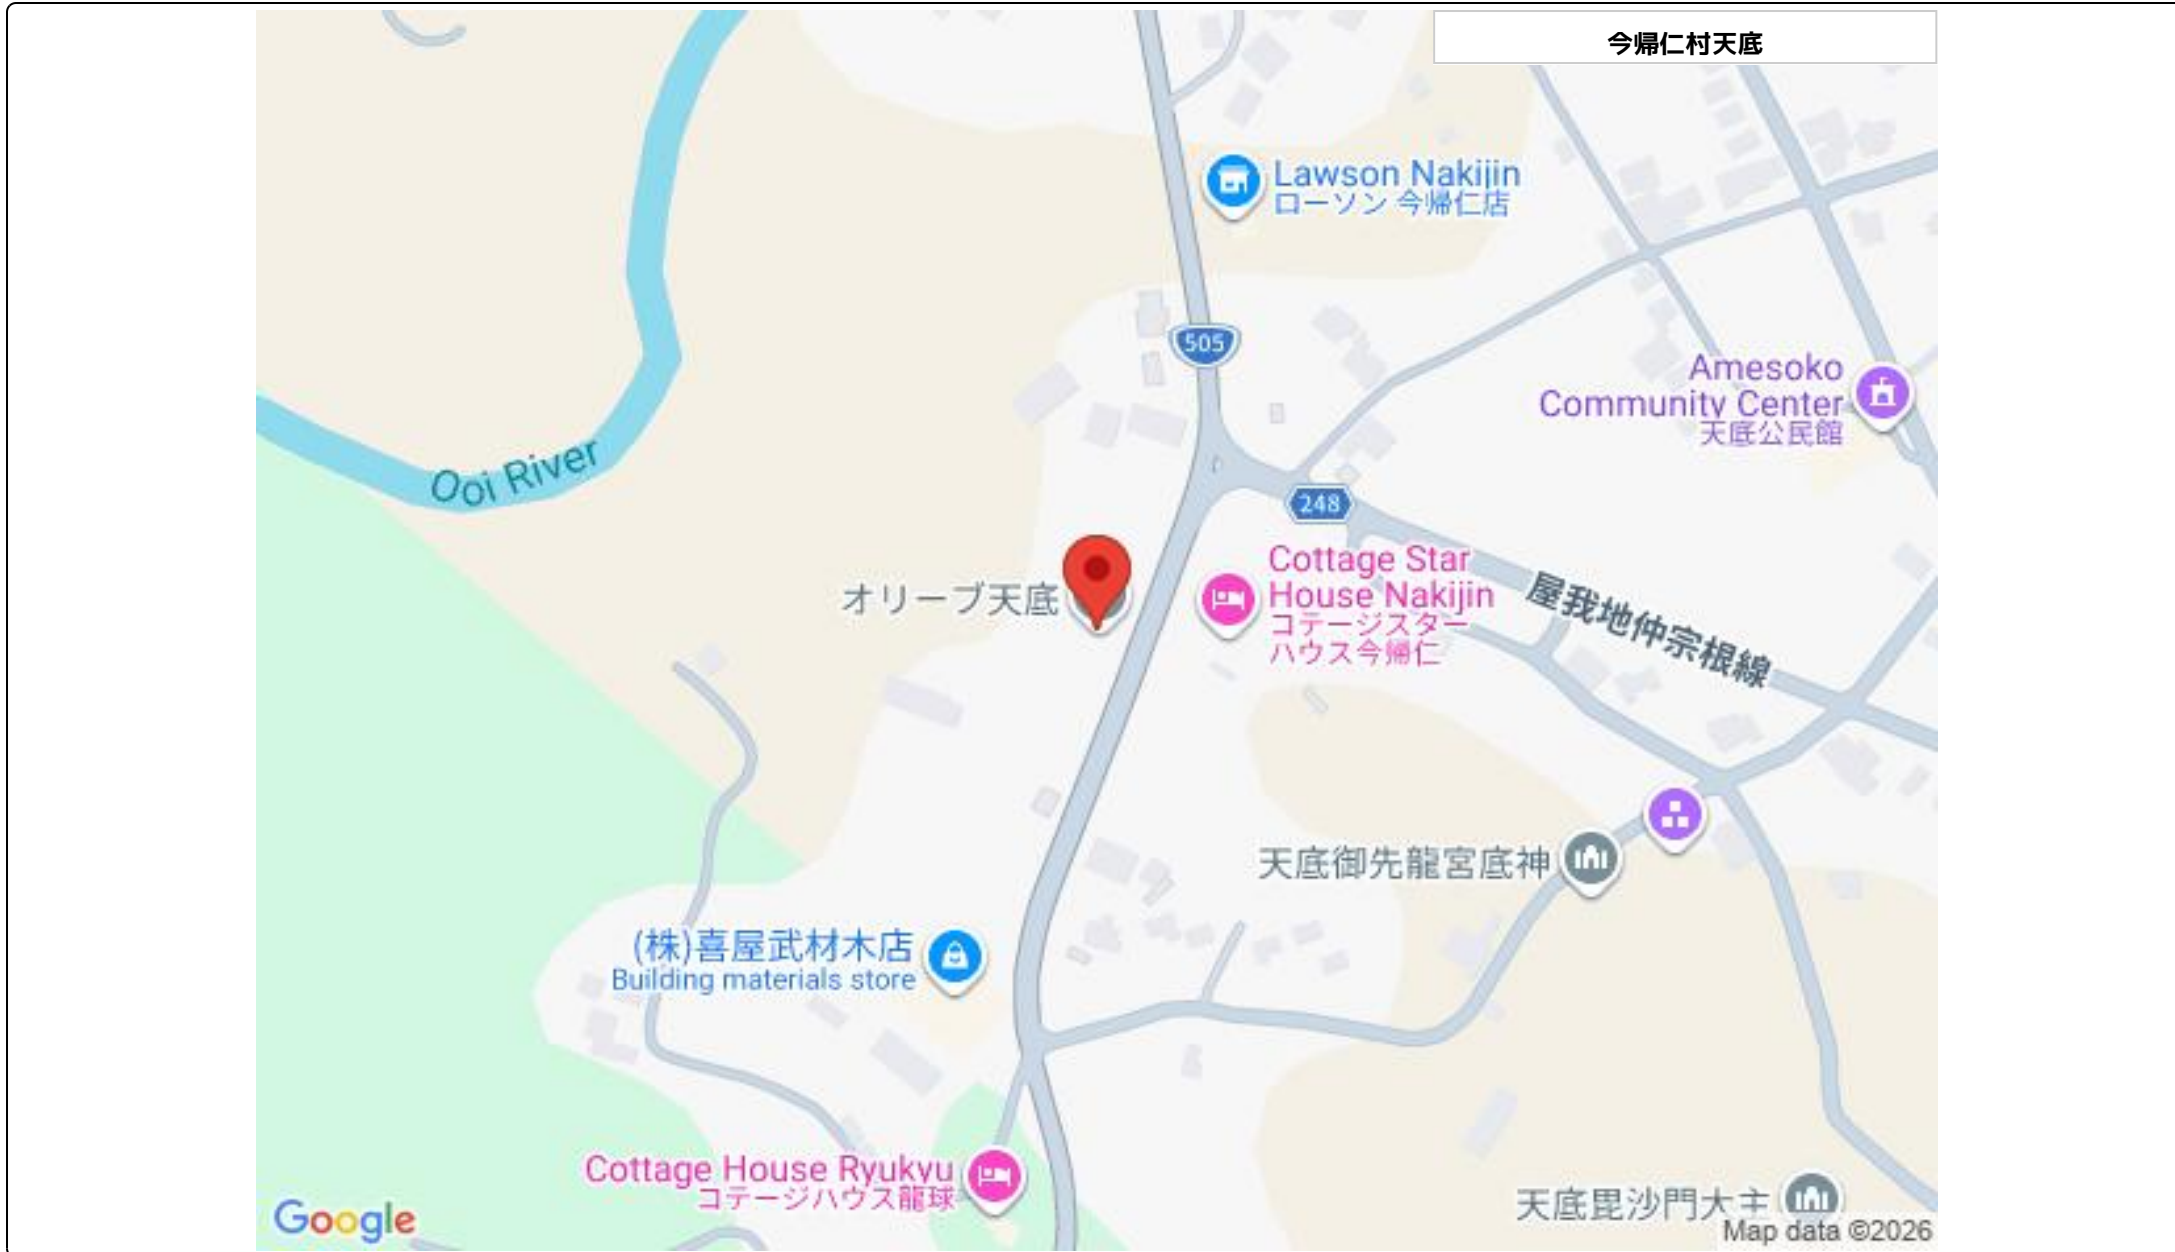 今帰仁村天底
Lawson Nakijin
ローソン 今帰仁店
505
Amesoko
Community Center
天底公民館
Ooi River
248
オリーブ天底
Cottage Star
House Nakijin
コテージスター
ハウス今帰仁
屋我地仲宗根線
天底御先龍宮底神
(株)喜屋武材木店
Building materials store
Cottage House Ryukyu
コテージハウス龍球
天底毘沙門大主
Google
Map data ©2026